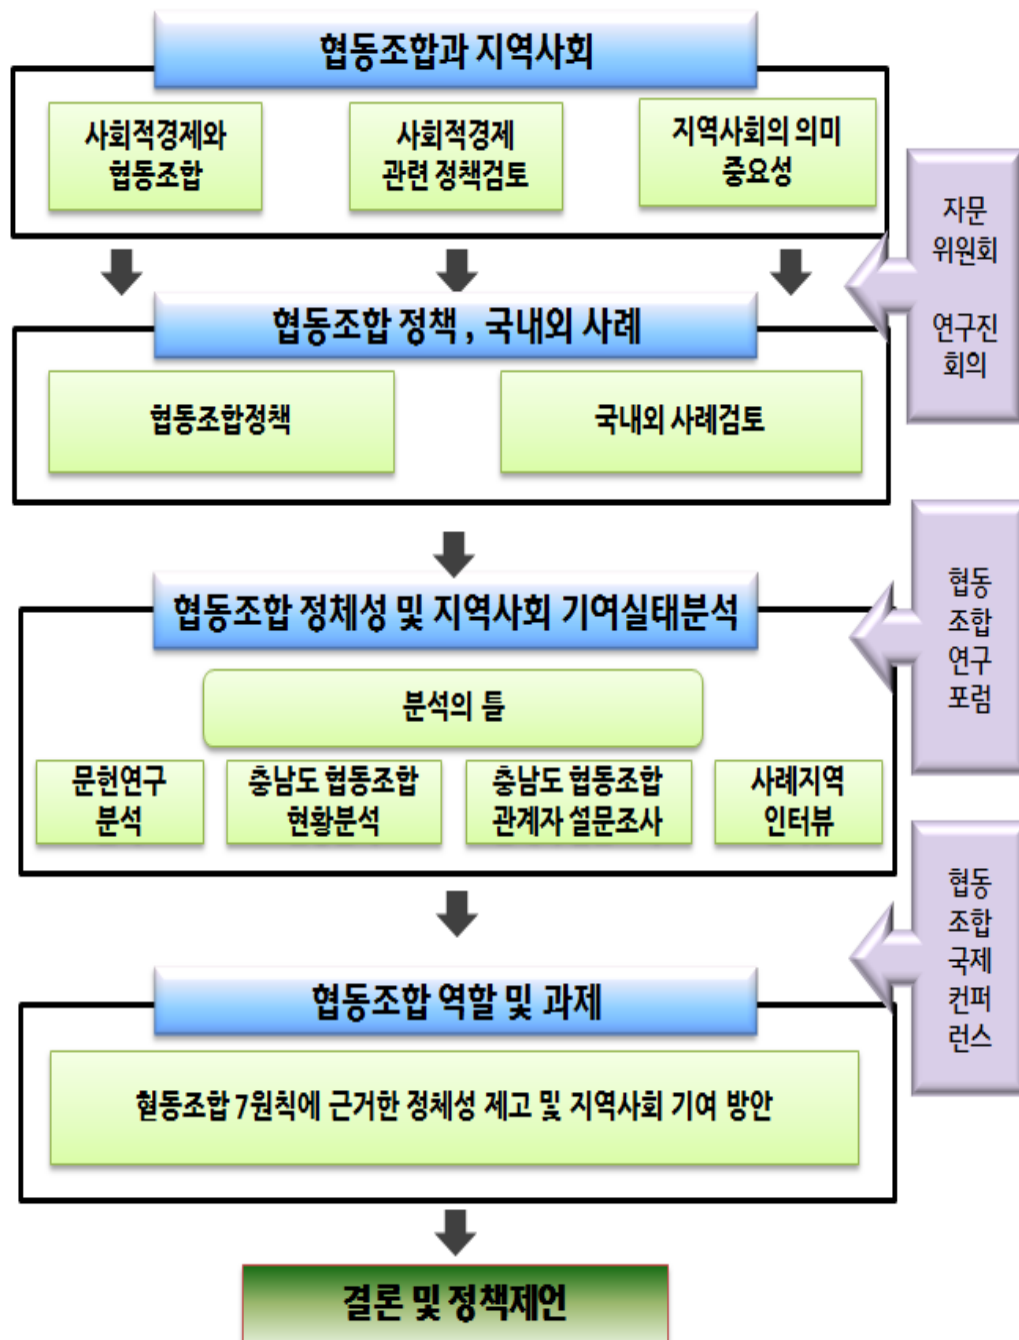 협동조합과 지역사회
사회적경제와
협동조합
사회적경제
관련 정책검토
지역사회의 의미
중요성
자문
위원회
연구진
회의
협동조합 정책 , 국내외 사례
협동조합정책
국내외 사례검토
협동조합 정체성 및 지역사회 기여실태분석
분석의 틀
문헌연구
분석
충남도 협동조합
현황분석
충남도 협동조합
관계자 설문조사
사례지역
인터뷰
협동
조합
연구
포럼
협동조합 역할 및 과제
협동조합 7원칙에 근거한 정체성 제고 및 지역사회 기여 방안
협동
조합
국제
컨퍼
런스
결론 및 정책제언